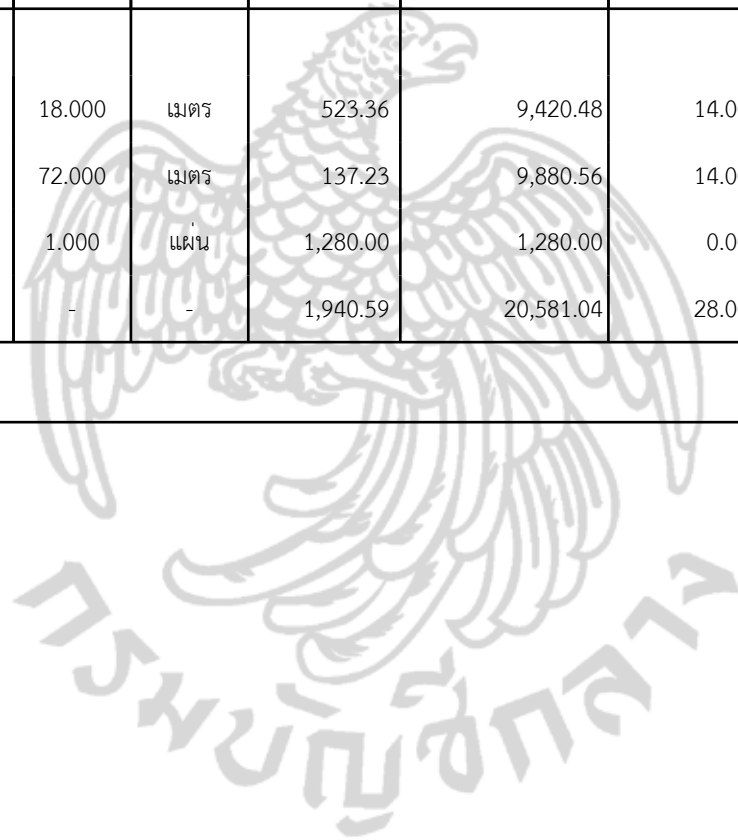 18.000 เมตร 523.36 9,420.48 14.0
72.000 เมตร 137.23 9,880.56 14.0
1.000 แผ่น 1,280.00 1,280.00 0.0
- - 1,940.59 20,581.04 28.0
กรมบัญชีกลาง